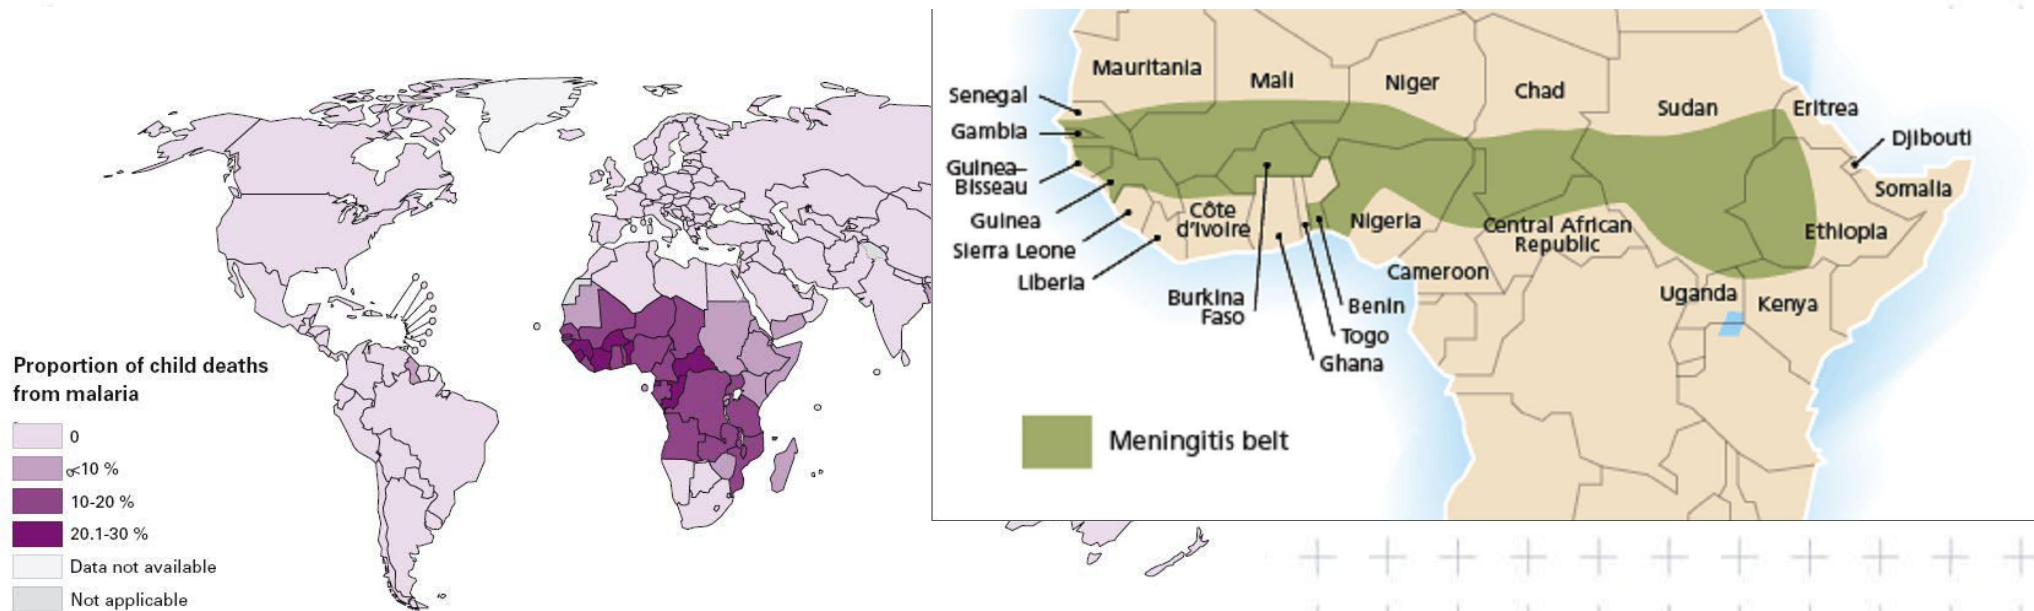 Proportion of child deaths
from malaria
0
<10 %
10-20 %
20.1-30 %
Data not available
Not applicable
Mauritania
Mali
Niger
Chad
Sudan
Eritrea
Djibouti
Somalia
Ethiopia
Senegal
Gambia
Guinea-
Bisseau
Guinea
Sierra Leone
Liberia
Côte
d'Ivoire
Burkina
Faso
Ghana
Togo
Benin
Nigeria
Cameroon
Central African
Republic
Uganda
Kenya
Meningitis belt